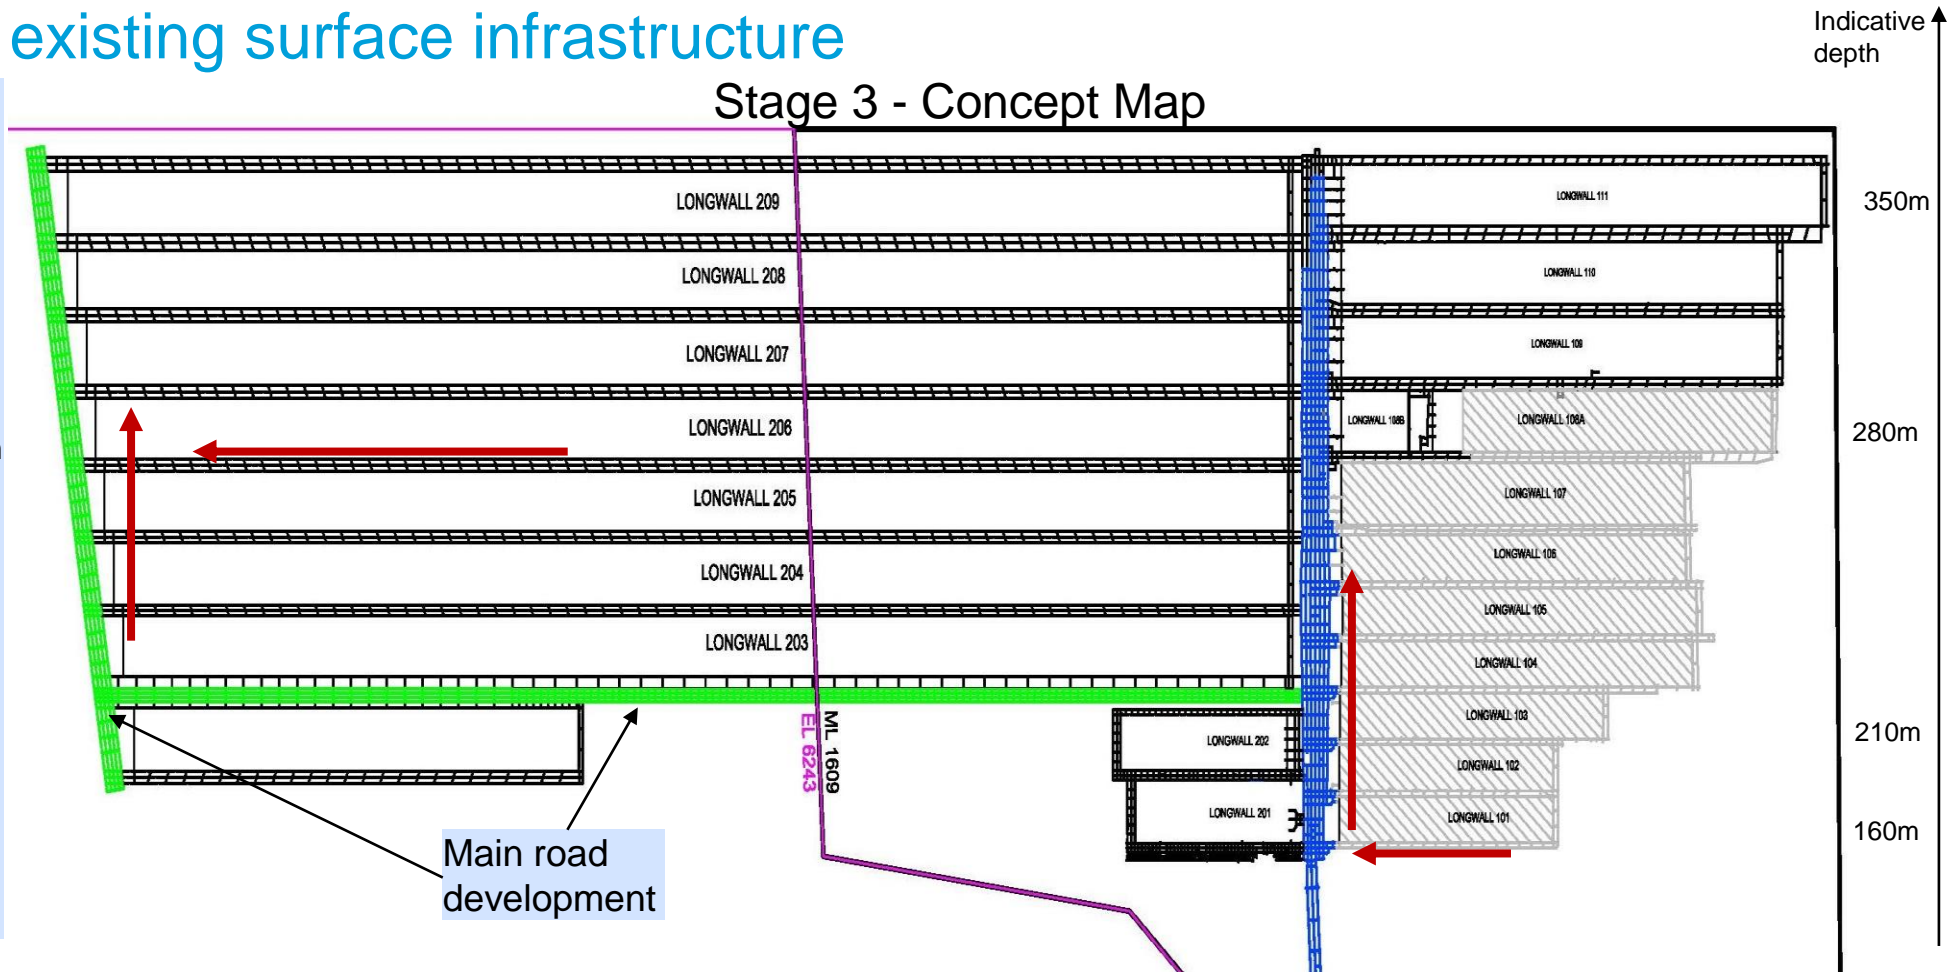 existing surface infrastructure
Indicative
depth
Stage 3 - Concept Map
LONGWALL 209
LONGWALL 111
350m
LONGWALL 208
LONGWALL 110
LONGWALL 207
LONGWALL 109
LONGWALL 206
LONGWALL 108B
LONGWALL 108A
280m
LONGWALL 205
LONGWALL 107
LONGWALL 204
LONGWALL 106
LONGWALL 105
LONGWALL 203
LONGWALL 104
LONGWALL 103
ML 1609
EL 6243
LONGWALL 202
210m
LONGWALL 102
LONGWALL 201
LONGWALL 101
160m
Main road
development